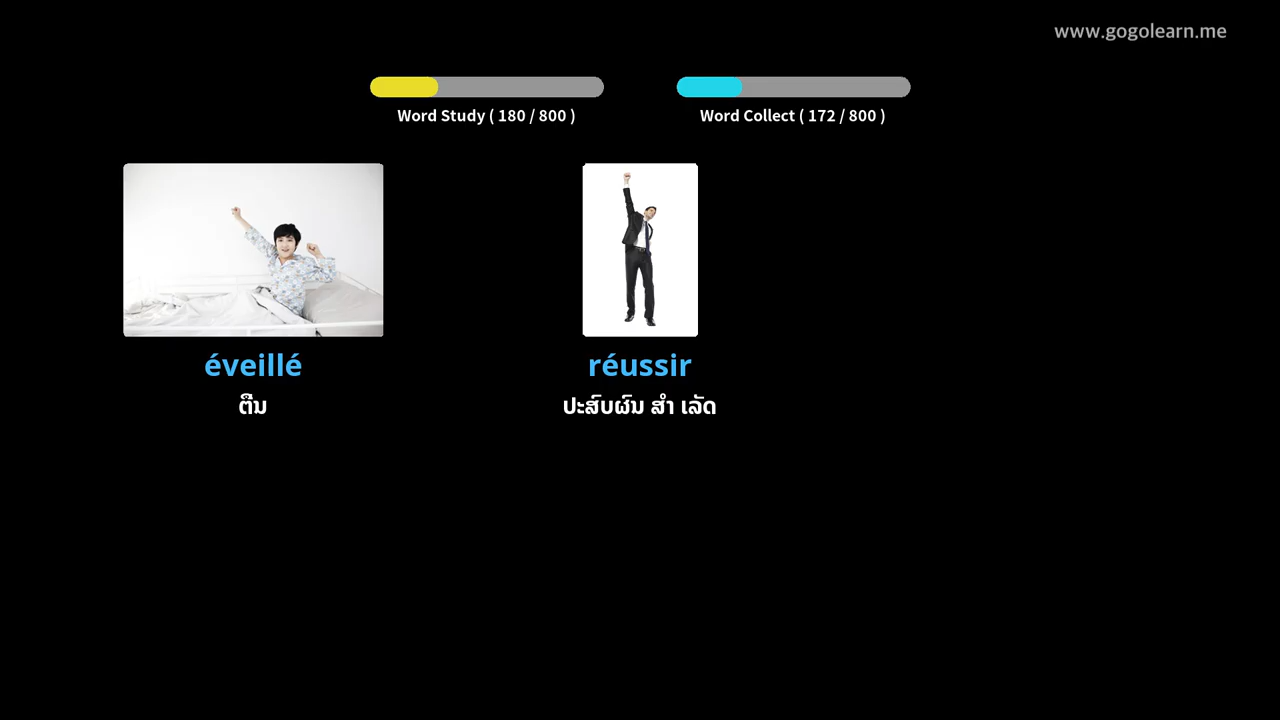 www.gogolearn.me
Word Study ( 180 / 800 )
Word Collect ( 172 / 800 )
éveillé
ຕື່ນ
réussir
ປະສົບຜົນ ສຳ ເລັດ